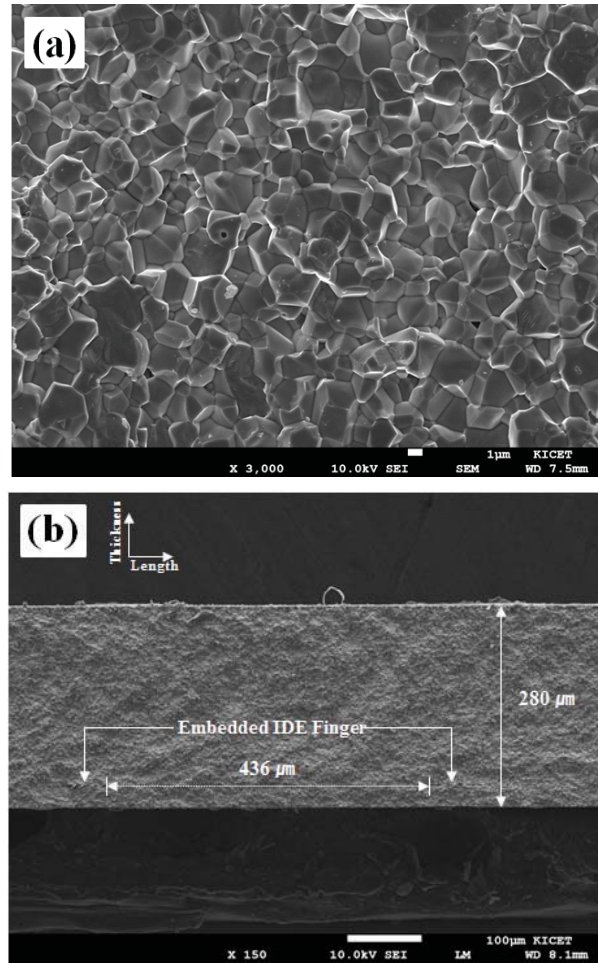 (a)
1μm KICET
X 3,000 10.0kV SEI SEM WD 7.5mm
(b)
Thickness
Length
280 ㎛
Embedded IDE Finger
436 ㎛
100μm KICET
X 150 10.0kV SEI LM WD 8.1mm